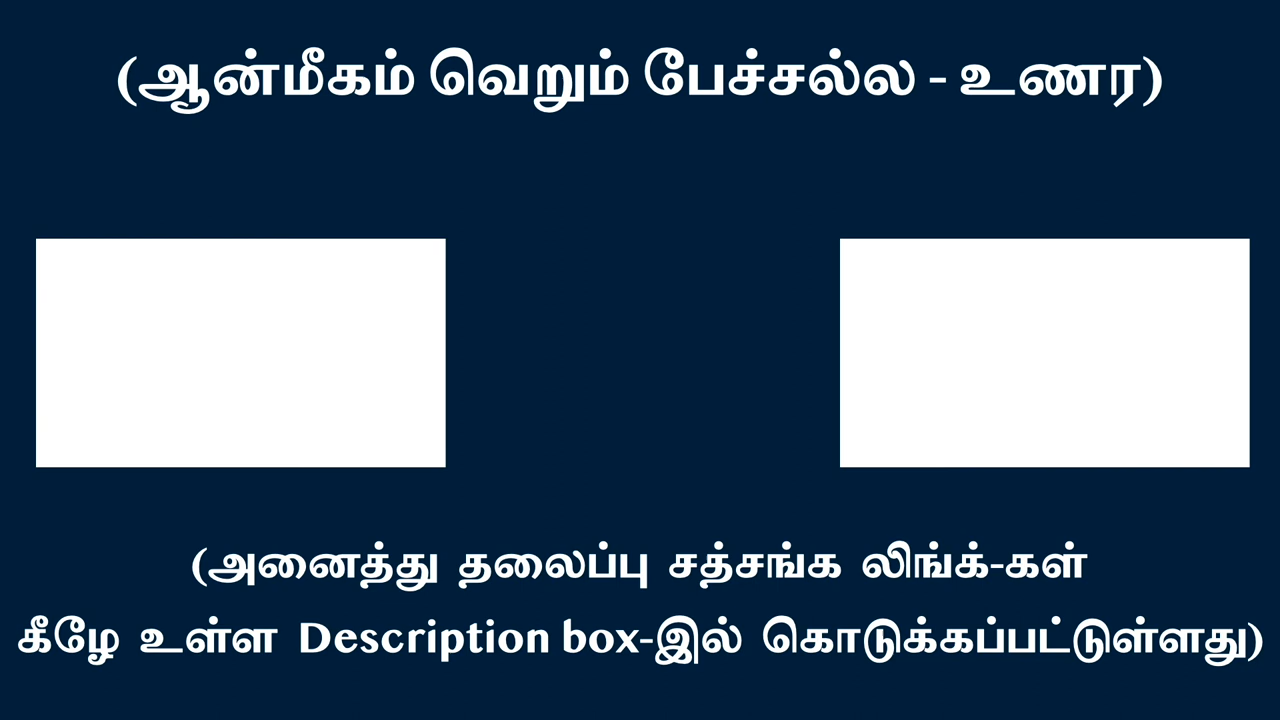 (ஆன்மீகம் வெறும் பேச்சல்ல - உணர)
(அனைத்து தலைப்பு சத்சங்க லிங்க்-கள்
கீழே உள்ள Description box-இல் கொடுக்கப்பட்டுள்ளது)